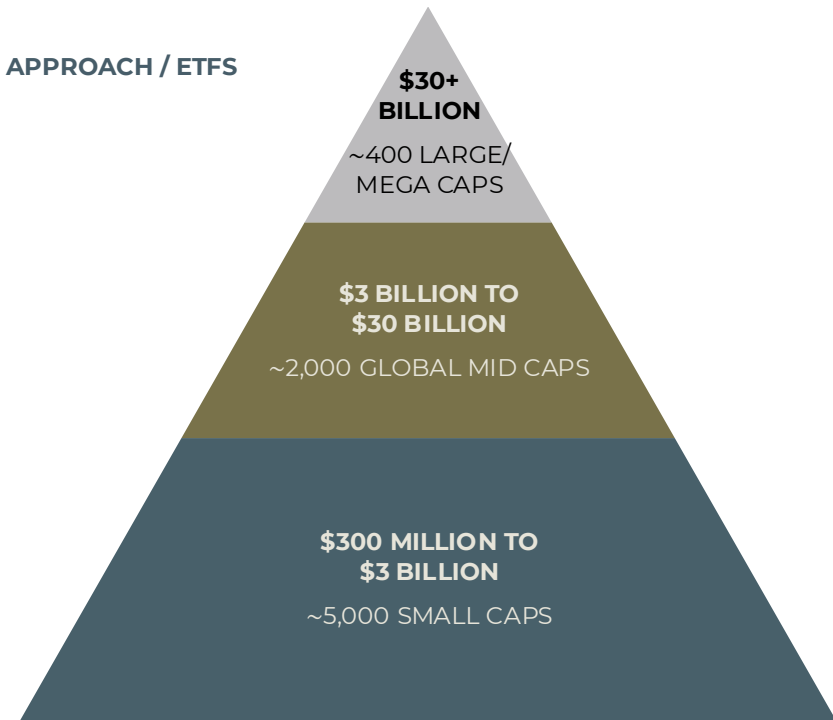 APPROACH / ETFS
$30+
BILLION
~400 LARGE/
MEGA CAPS
$3 BILLION TO
$30 BILLION
~2,000 GLOBAL MID CAPS
$300 MILLION TO
$3 BILLION
~5,000 SMALL CAPS